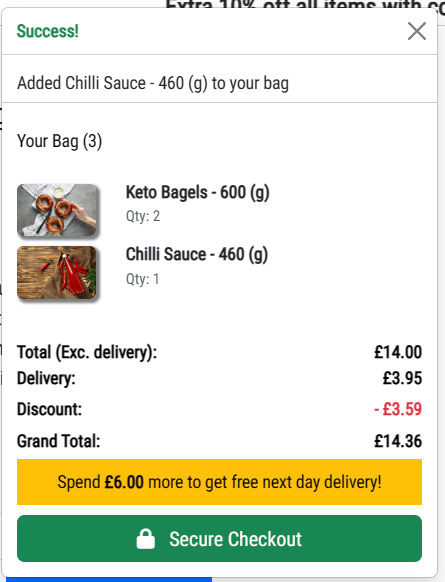 Extra 10% off all items with co
Success!
Added Chilli Sauce - 460 (g) to your bag
Your Bag (3)
Keto Bagels - 600 (g)
Qty: 2
Chilli Sauce - 460 (g)
Qty: 1
Total (Exc. delivery): £14.00
Delivery: £3.95
Discount: - £3.59
Grand Total: £14.36
Spend £6.00 more to get free next day delivery!
Secure Checkout